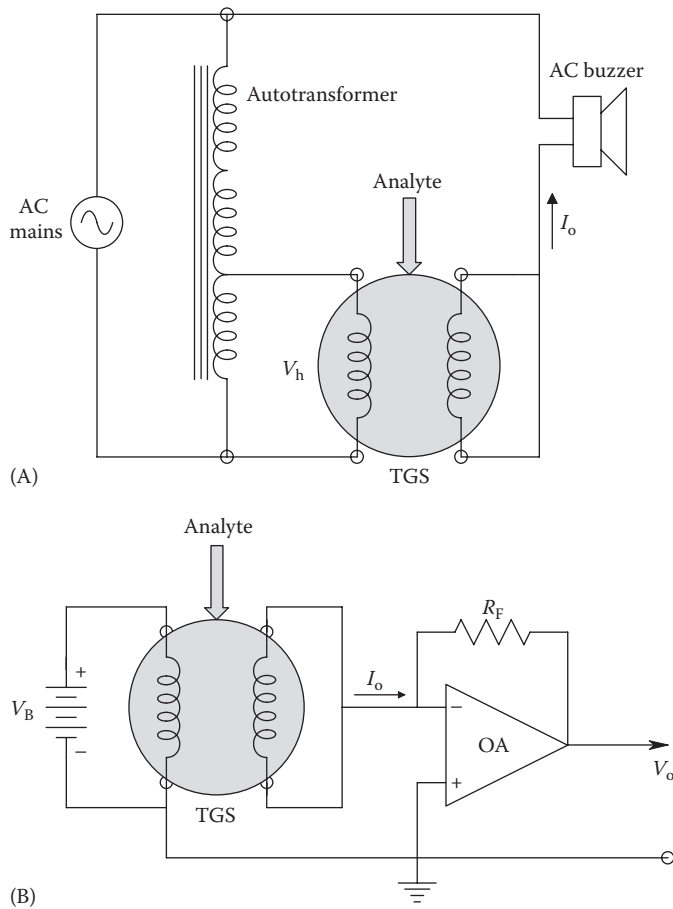 AC buzzer
Autotransformer
Analyte
AC
mains
I_o
V_h
TGS
(A)
Analyte
R_F
+
I_o
−
V_B
OA
−
+
V_o
TGS
(B)